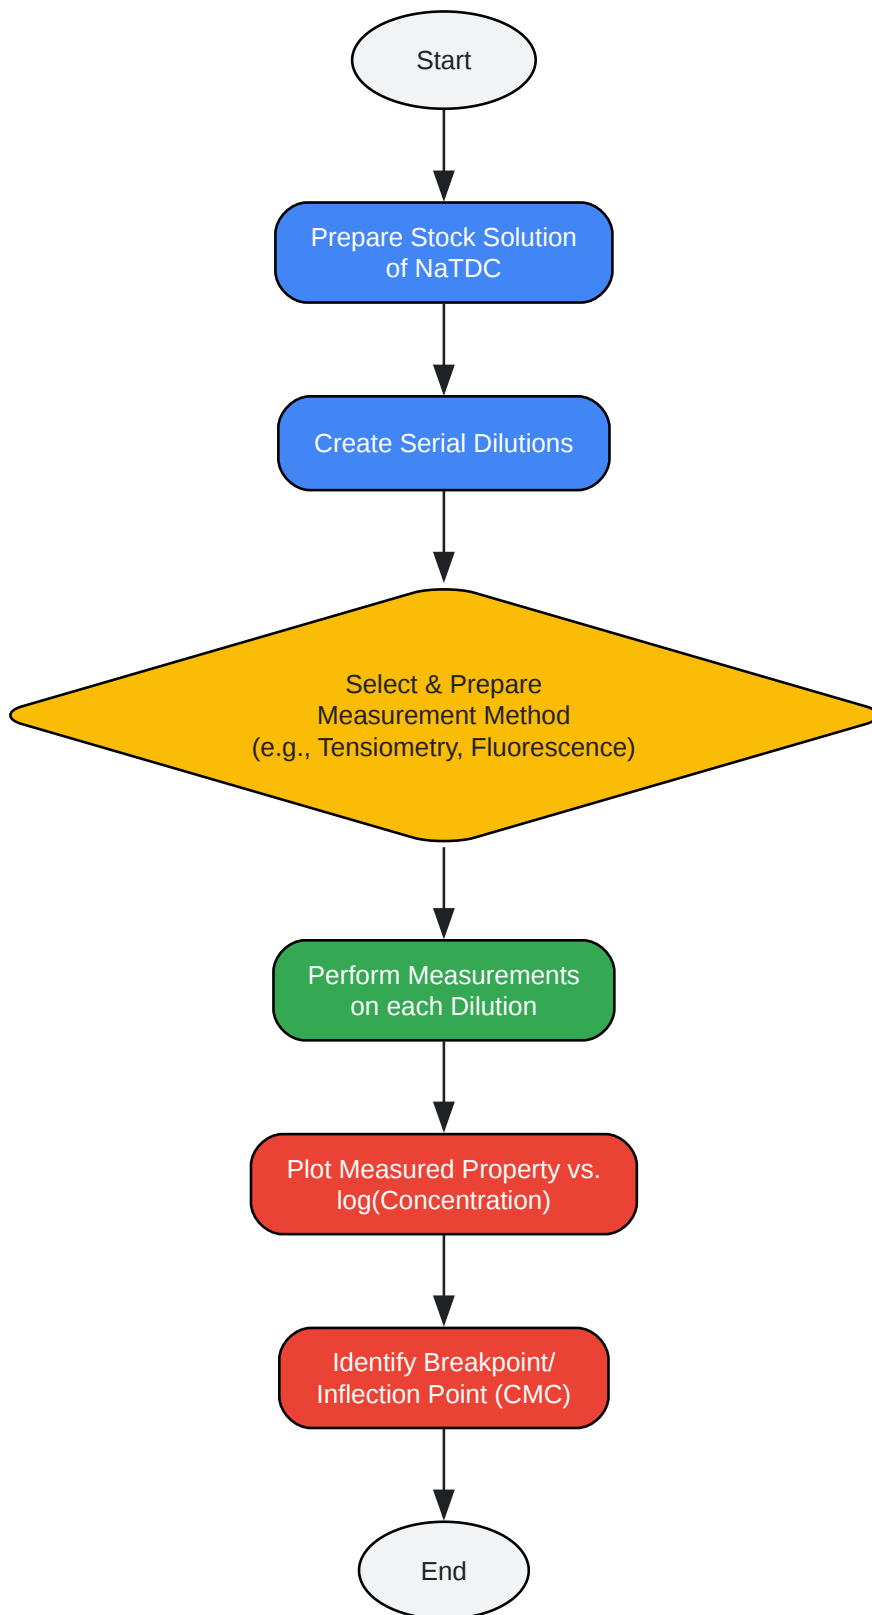 Start
Prepare Stock Solution
of NaTDC
Create Serial Dilutions
Select & Prepare
Measurement Method
(e.g., Tensiometry, Fluorescence)
Perform Measurements
on each Dilution
Plot Measured Property vs.
log(Concentration)
Identify Breakpoint/
Inflection Point (CMC)
End